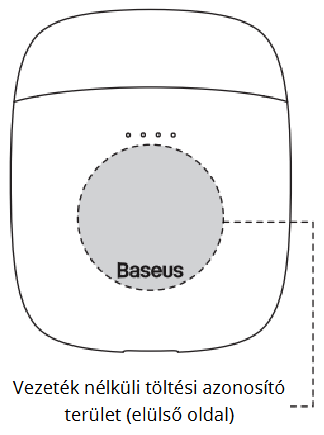 Baseus
Vezeték nélküli töltési azonosító
terület (elülső oldal)